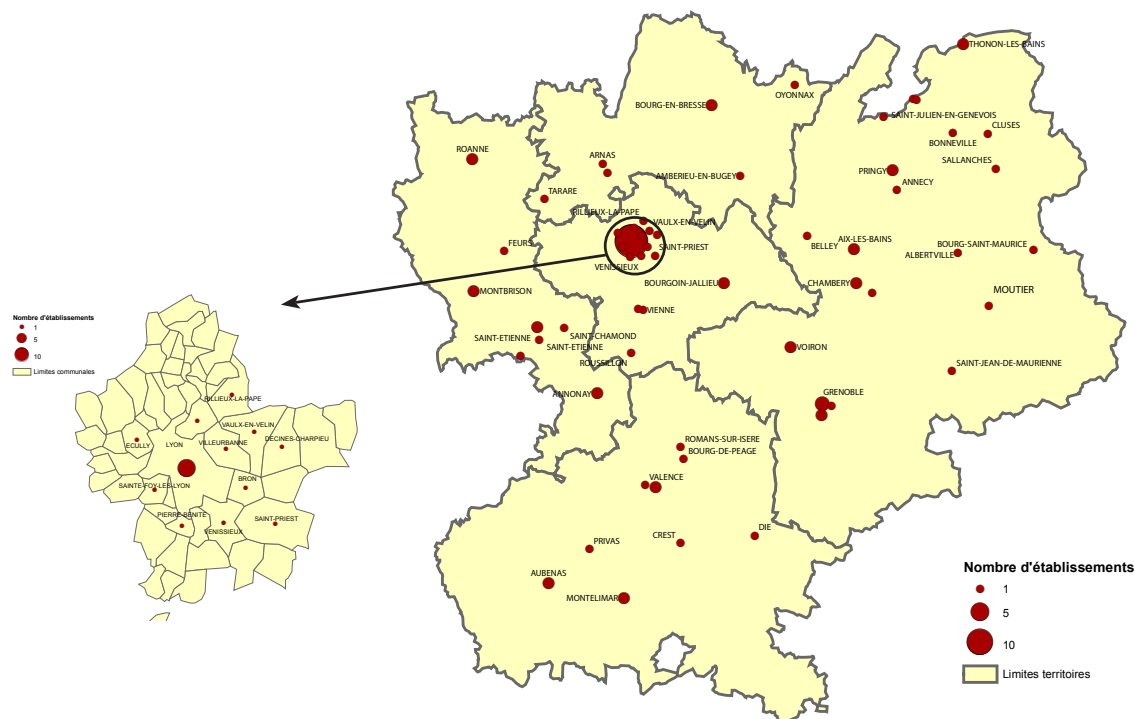 THONON-LES-BAINS
OYONNAX
BOURG-EN-BRESSE
SAINT-JULIEN-EN-GENEVOIS
CLUSES
BONNEVILLE
ROANNE
ARNAS
SALLANCHES
PRINGY
AMBERIEU-EN-BUGEY
ANNECY
TARARE
RILLIEUX-LA-PAPE
VAULX-EN-VELIN
FEURS
SAINT-PRIEST
BELLEY
AIX-LES-BAINS
BOURG-SAINT-MAURICE
ALBERTVILLE
VENISSIEUX
BOURGOIN-JALLIEU
CHAMBERY
MONTBRISON
MOUTIER
VIENNE
SAINT-ETIENNE
SAINT-CHAMOND
SAINT-ETIENNE
VOIRON
ROUSSILLON
SAINT-JEAN-DE-MAURIENNE
ANNONAY
GRENOBLE
ROMANS-SUR-ISERE
BOURG-DE-PEAGE
VALENCE
DIE
CREST
PRIVAS
AUBENAS
MONTELIMAR
Nombre d'établissements
1
5
10
Limites communales
RILLIEUX-LA-PAPE
VAULX-EN-VELIN
ECULLY
LYON
VILLEURBANNE
DECINES-CHARPIEU
BRON
SAINTE-FOY-LES-LYON
PIERRE-BENITE
VENISSIEUX
SAINT-PRIEST
Nombre d'établissements
1
5
10
Limites territoires